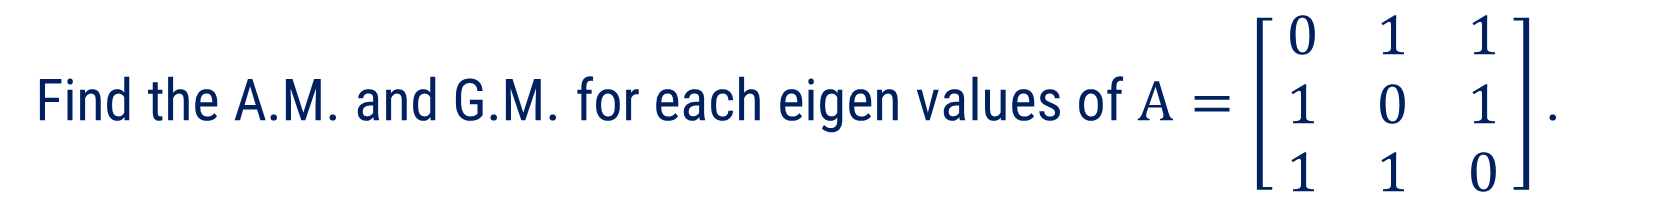 Find the A.M. and G.M. for each eigen values of A = [ 0 1 1
1 0 1
1 1 0 ] .